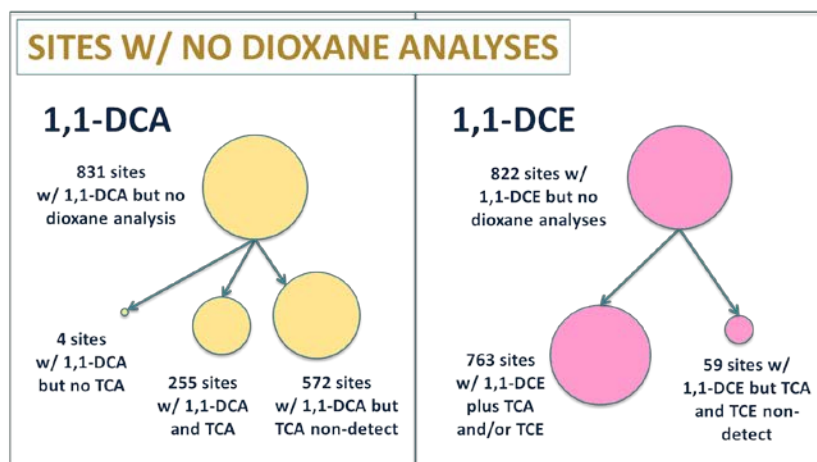 SITES W/ NO DIOXANE ANALYSES
1,1-DCA
831 sites
w/ 1,1-DCA but no
dioxane analysis
4 sites
w/ 1,1-DCA
but no TCA
255 sites
w/ 1,1-DCA
and TCA
572 sites
w/ 1,1-DCA but
TCA non-detect
1,1-DCE
822 sites w/
1,1-DCE but no
dioxane analyses
763 sites
w/ 1,1-DCE
plus TCA
and/or TCE
59 sites w/
1,1-DCE but TCA
and TCE non-
detect